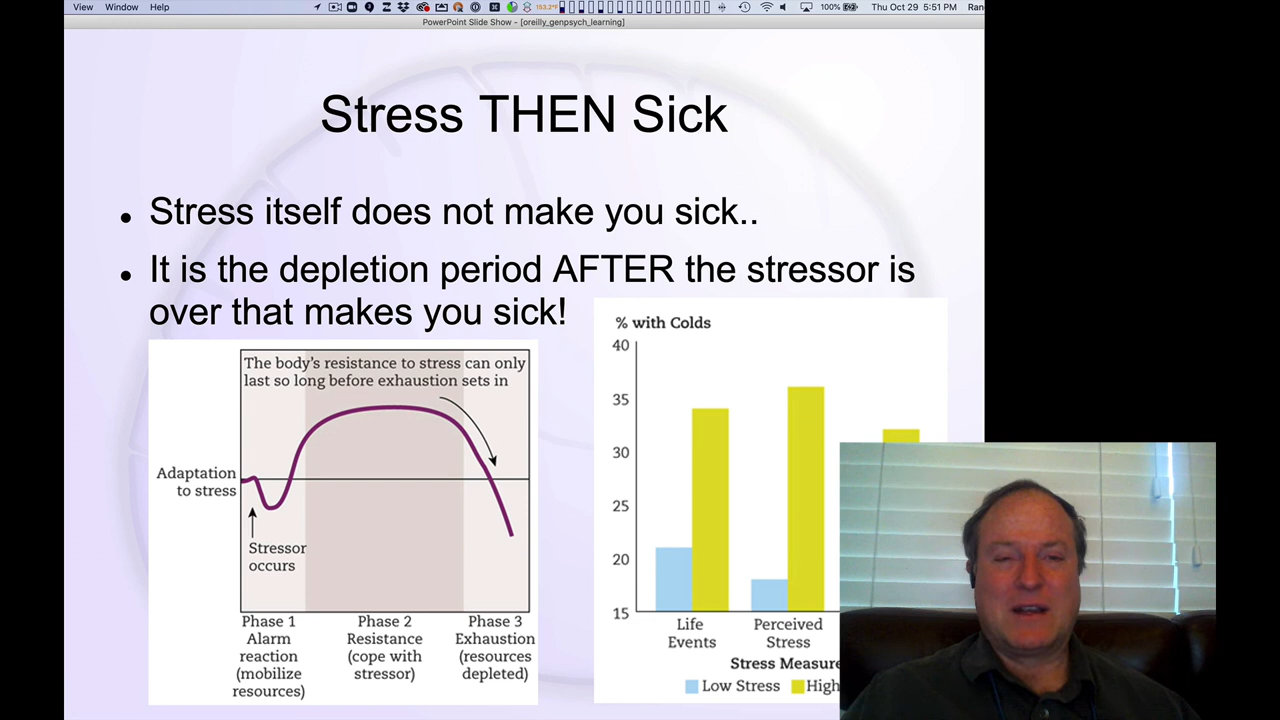 View Window Help 153.2°F 100% Thu Oct 29 5:51 PM Ran
PowerPoint Slide Show - [oreilly_genpsych_learning]
Stress THEN Sick
Stress itself does not make you sick..
It is the depletion period AFTER the stressor is
over that makes you sick!
The body's resistance to stress can only
last so long before exhaustion sets in
Adaptation
to stress
Stressor
occurs
Phase 1
Alarm
reaction
(mobilize
resources)
Phase 2
Resistance
(cope with
stressor)
Phase 3
Exhaustion
(resources
depleted)
% with Colds
40
35
30
25
20
15
Life
Events
Perceived
Stress
Stress Measure
Low Stress High